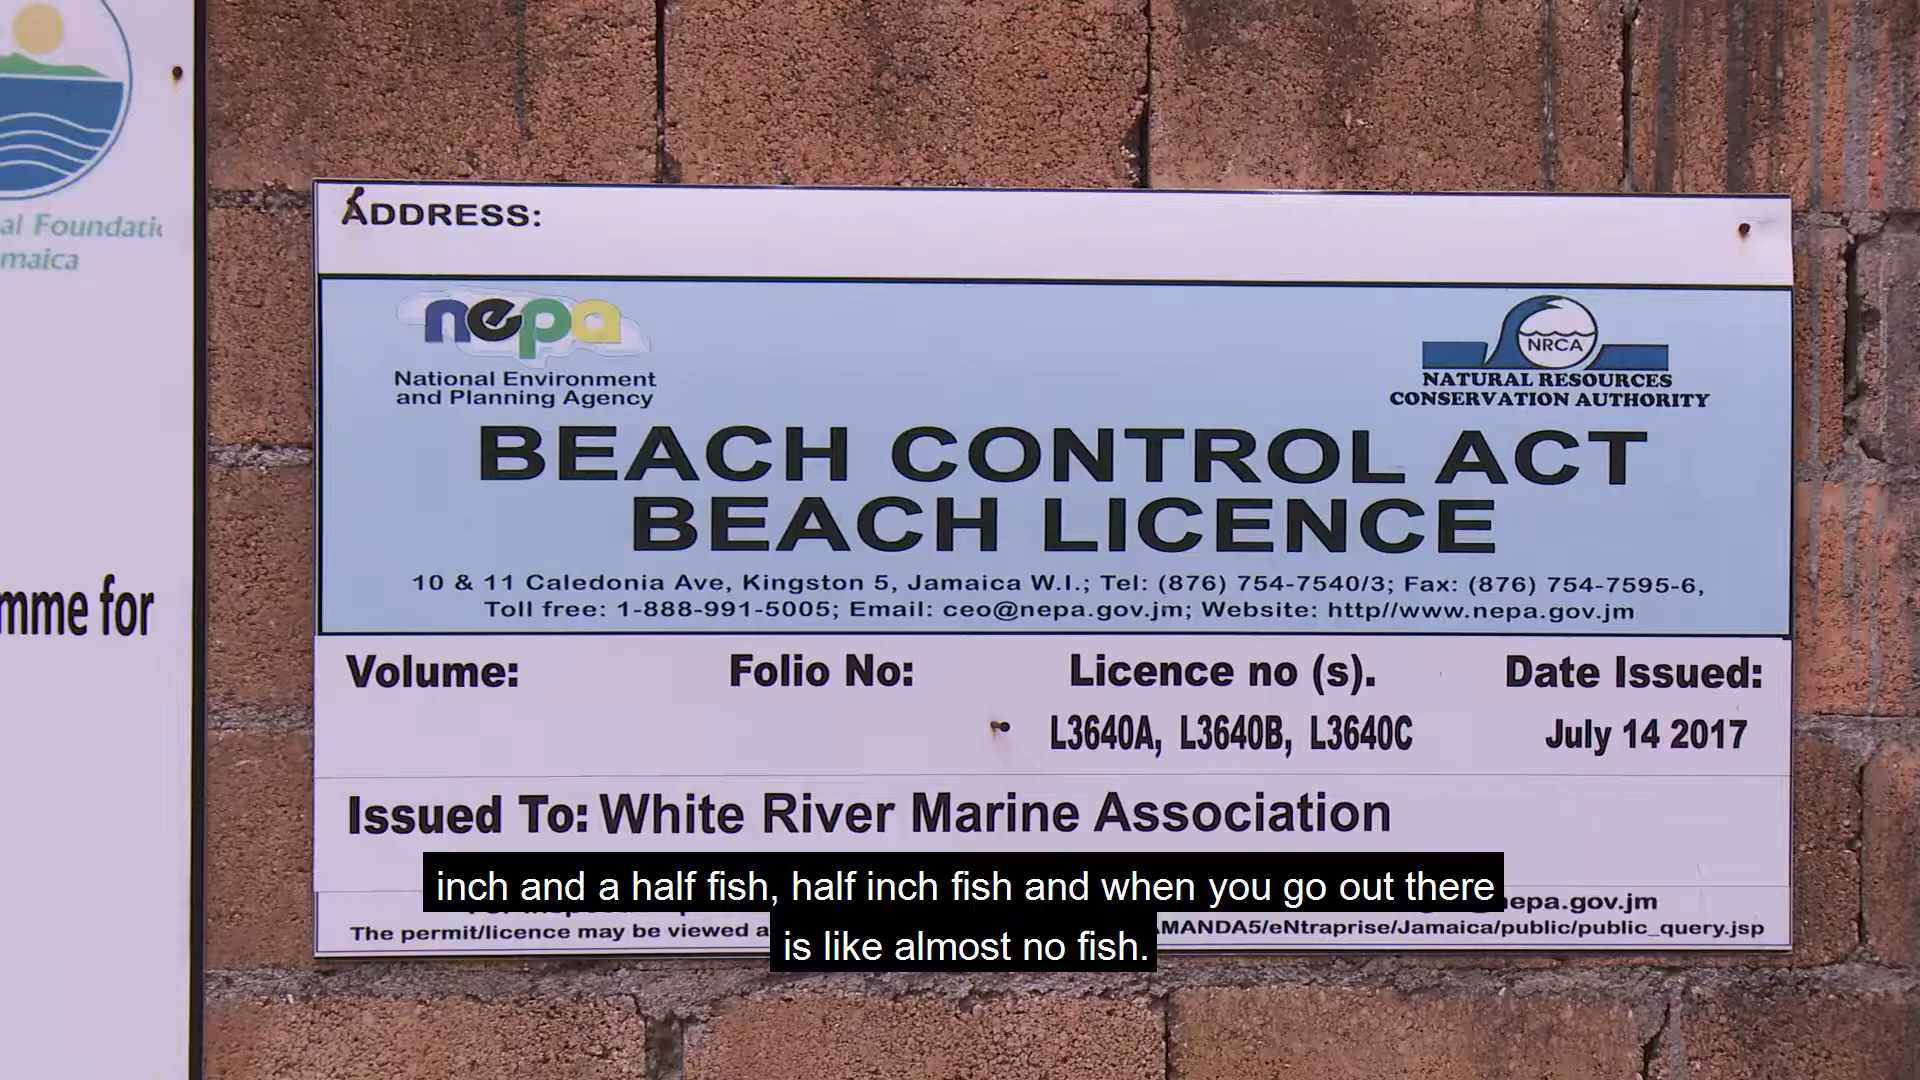 al Foundati
maica
mme for
ADDRESS:
nepa
National Environment
and Planning Agency
NRCA
NATURAL RESOURCES
CONSERVATION AUTHORITY
BEACH CONTROL ACT
BEACH LICENCE
10 & 11 Caledonia Ave, Kingston 5, Jamaica W.I.; Tel: (876) 754-7540/3; Fax: (876) 754-7595-6,
Toll free: 1-888-991-5005; Email: ceo@nepa.gov.jm; Website: http//www.nepa.gov.jm
Volume: Folio No: Licence no (s). Date Issued:
L3640A, L3640B, L3640C July 14 2017
Issued To: White River Marine Association
nepa.gov.jm
The permit/licence may be viewed a MANDA5/eNtraprise/Jamaica/public/public_query.jsp
inch and a half fish, half inch fish and when you go out there
is like almost no fish.